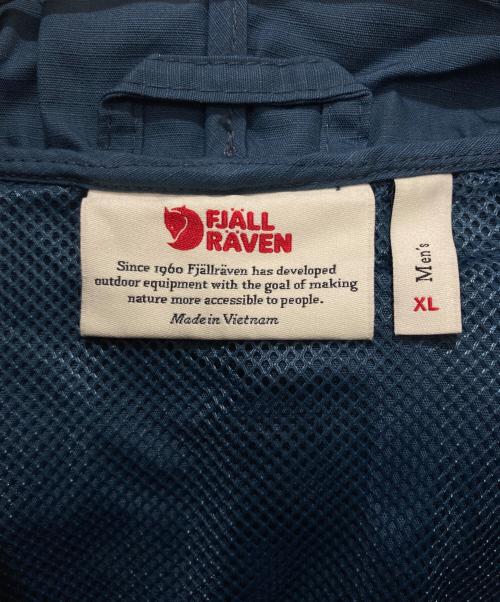 FJÄLL
RÄVEN
Since 1960 Fjällräven has developed
outdoor equipment with the goal of making
nature more accessible to people.
Made in Vietnam
Men's
XL